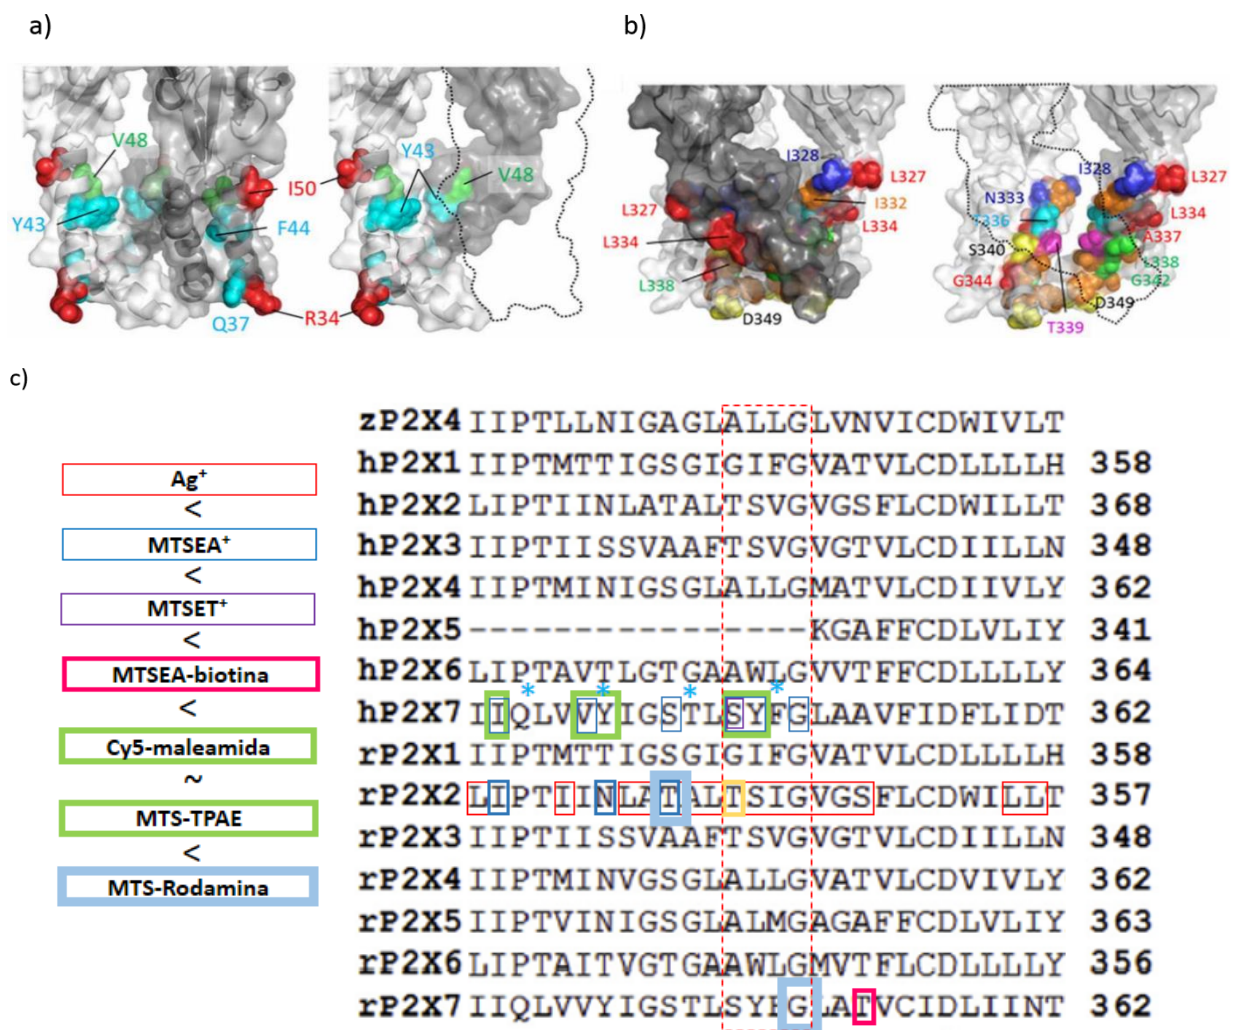 a)
b)
V48
Y43
I50
F44
Q37
R34
Y43
V48
I328
L327
L327
I332
L334
L334
L338
D349
I328
L327
N333
L334
A337
S340
L338
G344
G342
D349
T339
c)
Ag+
<
MTSEA+
<
MTSET+
<
MTSEA-biotina
<
Cy5-maleamida
~
MTS-TPAE
<
MTS-Rodamina
zP2X4 IIPTLLNIGAGLALLGLVNVICDWIVLT
hP2X1 IIPTMTTIGSGIGIFGVATVLCDLLLLH 358
hP2X2 LIPTIINLATALTSVGVGSFLCDWILLT 368
hP2X3 IIPTIISSVAAFTSVGVGTVLCDIILLN 348
hP2X4 IIPTMINIGSGLALLGMATVLCDIIVLY 362
hP2X5 ----------------KGAFFCDLVLIY 341
hP2X6 LIPTAVTLGTGAAWLGVVTFFCDLLLLY 364
* * * *
hP2X7 IIQLVVYIGSTLSYFGLAAVFIDFLIDT 362
rP2X1 IIPTMTTIGSGIGIFGVATVLCDLLLLH 358
rP2X2 LIPTIINLATALTSIGVGSFLCDWILLT 357
rP2X3 IIPTIISSVAAFTSVGVGTVLCDIILLN 348
rP2X4 IIPTMINVGSGLALLGVATVLCDVIVLY 362
rP2X5 IIPTVINIGSGLALMGAGAFFCDLVLIY 363
rP2X6 LIPTAITVGTGAAWLGMVTFLCDLLLLY 356
rP2X7 IIQLVVYIGSTLSYFGLATVCIDLIINT 362